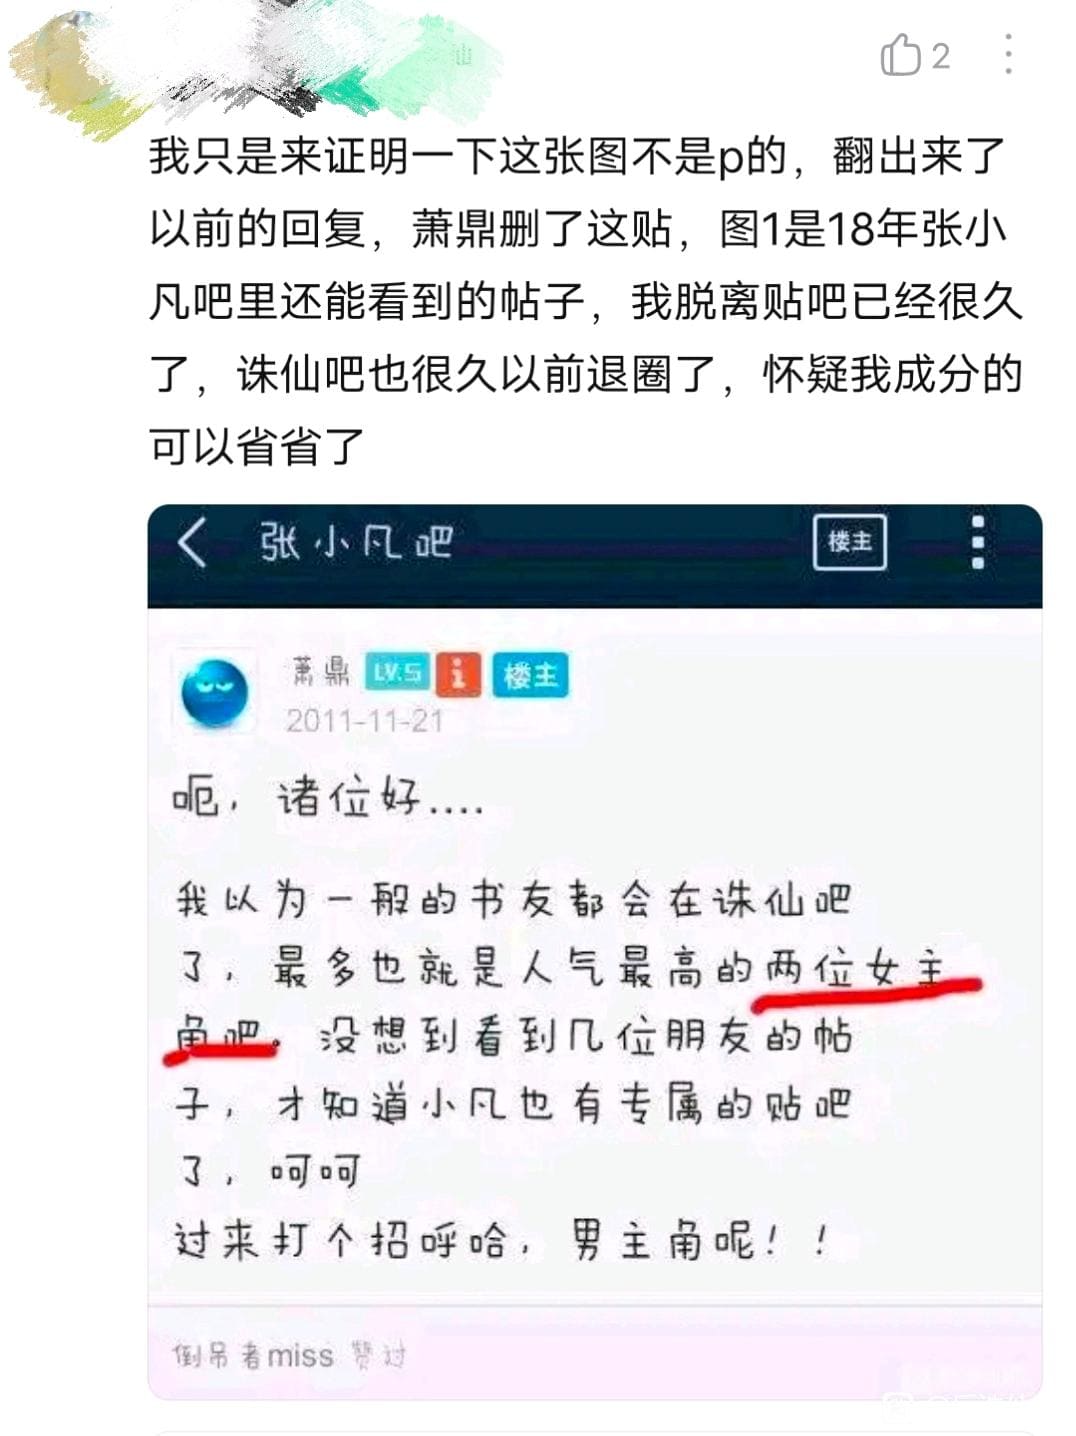 2
我只是来证明一下这张图不是p的，翻出来了
以前的回复，萧鼎删了这贴，图1是18年张小
凡吧里还能看到的帖子，我脱离贴吧已经很久
了，诛仙吧也很久以前退圈了，怀疑我成分的
可以省省了
张小凡吧
楼主
萧鼎 LV.5 i 楼主
2011-11-21
呃，诸位好....
我以为一般的书友都会在诛仙吧
了，最多也就是人气最高的两位女主
角吧。没想到看到几位朋友的帖
子，才知道小凡也有专属的贴吧
了，呵呵
过来打个招呼哈，男主角呢！！
倒吊者miss 赞过